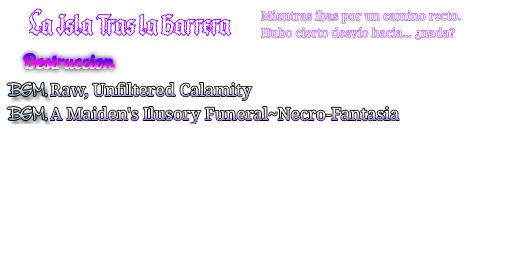 La Isla Tras la Barrera
Mientras ibas por un camino recto.
Hubo cierto desvío hacia... ¿nada?
Destruccion
BGM. Raw, Unfiltered Calamity
BGM. A Maiden's Ilusory Funeral~Necro-Fantasia